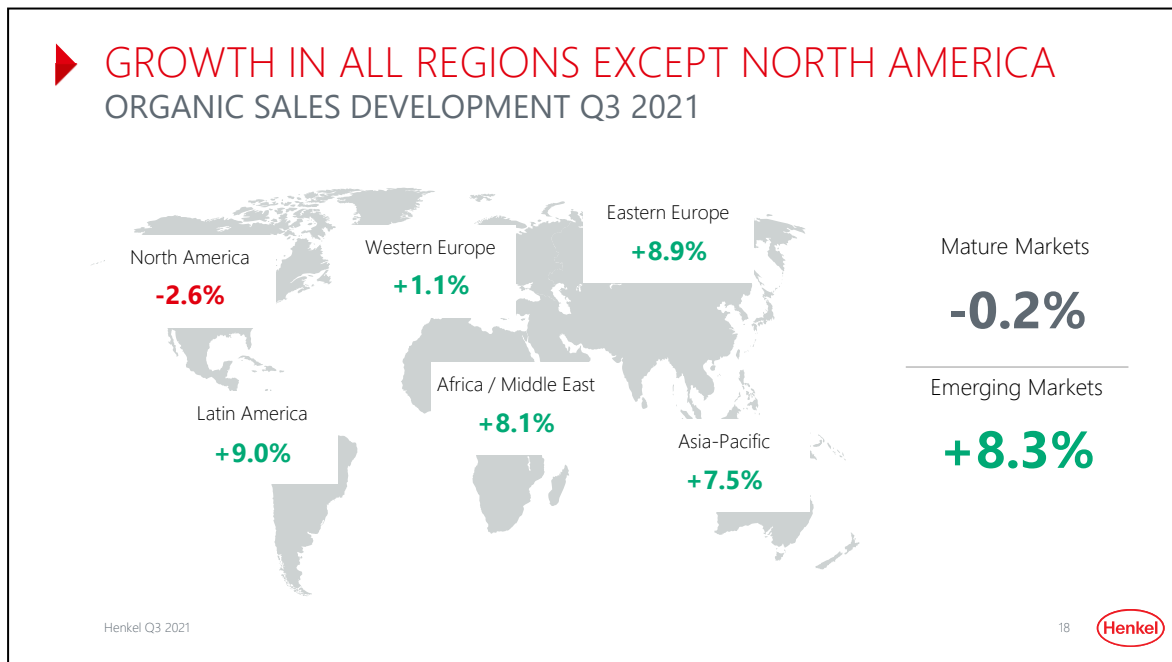 GROWTH IN ALL REGIONS EXCEPT NORTH AMERICA
ORGANIC SALES DEVELOPMENT Q3 2021
North America
-2.6%
Western Europe
+1.1%
Eastern Europe
+8.9%
Latin America
+9.0%
Africa / Middle East
+8.1%
Asia-Pacific
+7.5%
Mature Markets
-0.2%
Emerging Markets
+8.3%
Henkel Q3 2021
18
Henkel